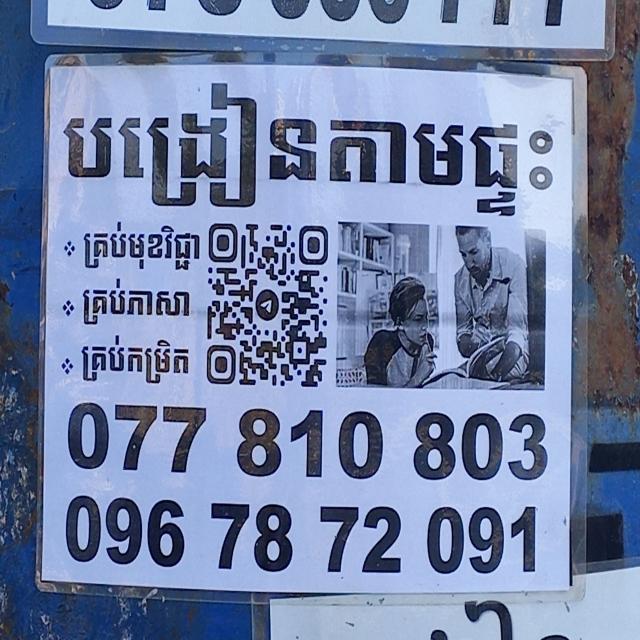 បង្រៀនតាមផ្ទះ
គ្រប់មុខវិជ្ជា
គ្រប់ភាសា
គ្រប់កម្រិត
077 810 803
096 78 72 091